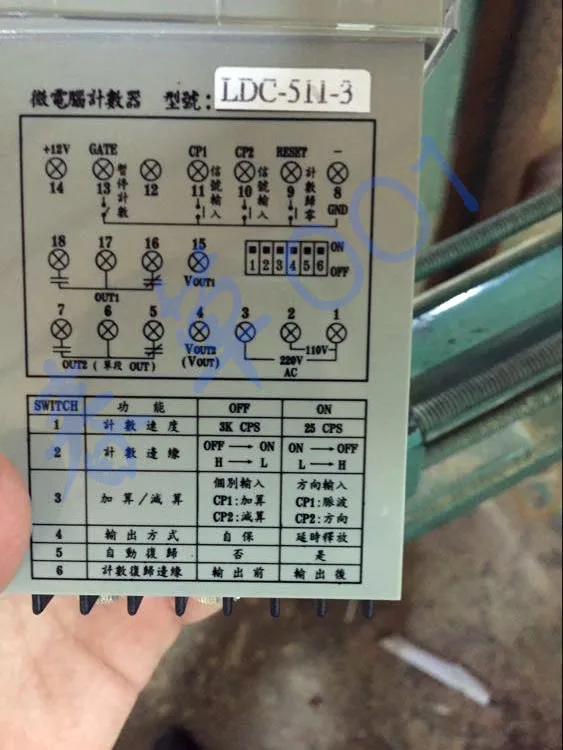 微電腦計數器 型號: LDC-5N-3
+12V GATE CP1 CP2 RESET -
14 13 12 11 10 9 8
暫停計數 信號輸入 信號輸入 計數歸零
GND
18 17 16 15 ON
1 2 3 4 5 6
OFF
OUT1 VOUT1
7 6 5 4 3 2 1
OUT2 (單段 OUT) VOUT2 (VOUT) 110V
220V
AC
SWITCH 功能 OFF ON
1 計數速度 3K CPS 25 CPS
2 計數邊緣 OFF → ON ON → OFF
H → L L → H
3 加算/減算 個別輸入 方向輸入
CP1:加算 CP1:脈波
CP2:減算 CP2:方向
4 輸出方式 自保 延時釋放
5 自動復歸 否 是
6 計數復歸邊緣 輸出前 輸出後
001